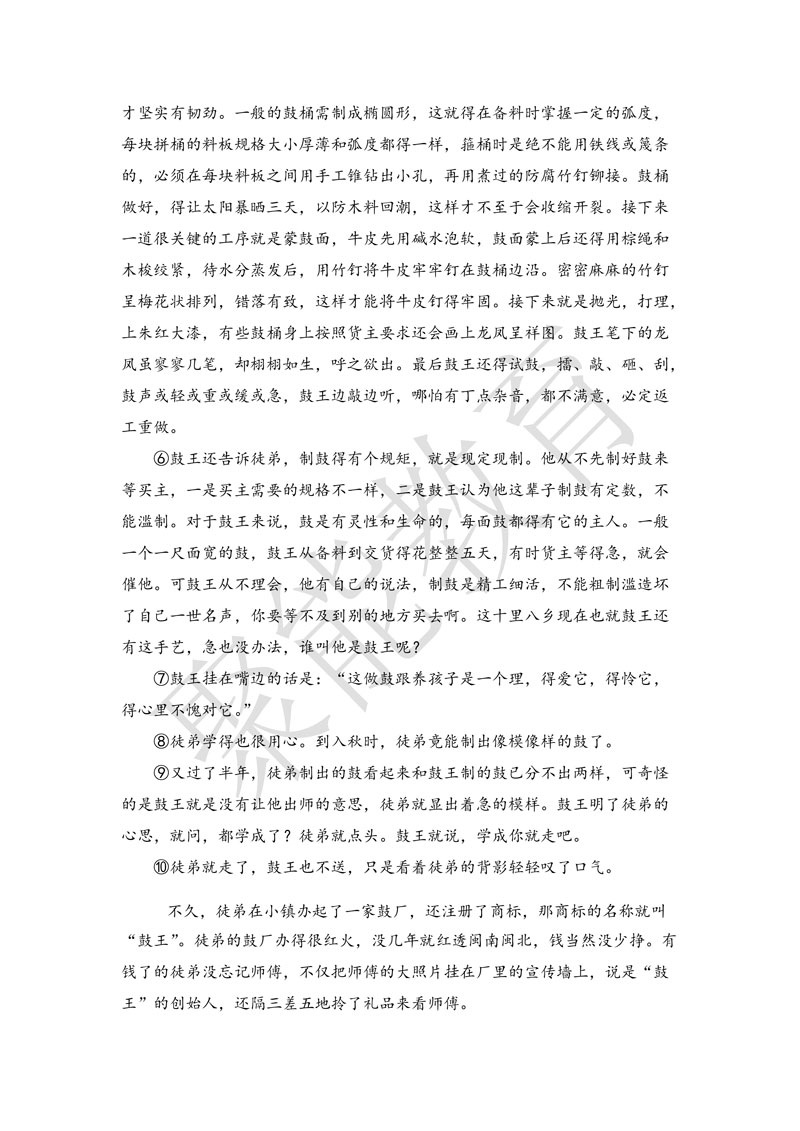 才坚实有韧劲。一般的鼓桶需制成椭圆形，这就得在备料时掌握一定的弧度，
每块拼桶的料板规格大小厚薄和弧度都得一样，箍桶时是绝不能用铁线或篾条
的，必须在每块料板之间用手工锥钻出小孔，再用煮过的防腐竹钉铆接。鼓桶
做好，得让太阳暴晒三天，以防木料回潮，这样才不至于会收缩开裂。接下来
一道很关键的工序就是蒙鼓面，牛皮先用碱水泡软，鼓面蒙上后还得用棕绳和
木梭绞紧，待水分蒸发后，用竹钉将牛皮牢牢钉在鼓桶边沿。密密麻麻的竹钉
呈梅花状排列，错落有致，这样才能将牛皮钉得牢固。接下来就是抛光，打理，
上朱红大漆，有些鼓桶身上按照货主要求还会画上龙凤呈祥图。鼓王笔下的龙
凤虽寥寥几笔，却栩栩如生，呼之欲出。最后鼓王还得试鼓，擂、敲、砸、刮，
鼓声或轻或重或缓或急，鼓王边敲边听，哪怕有丁点杂音，都不满意，必定返
工重做。
⑥鼓王还告诉徒弟，制鼓得有个规矩，就是现定现制。他从不先制好鼓来
等买主，一是买主需要的规格不一样，二是鼓王认为他这辈子制鼓有定数，不
能滥制。对于鼓王来说，鼓是有灵性和生命的，每面鼓都得有它的主人。一般
一个一尺面宽的鼓，鼓王从备料到交货得花整整五天，有时货主等得急，就会
催他。可鼓王从不理会，他有自己的说法，制鼓是精工细活，不能粗制滥造坏
了自己一世名声，你要等不及到别的地方买去啊。这十里八乡现在也就鼓王还
有这手艺，急也没办法，谁叫他是鼓王呢？
⑦鼓王挂在嘴边的话是：“这做鼓跟养孩子是一个理，得爱它，得怜它，
得心里不愧对它。”
⑧徒弟学得也很用心。到入秋时，徒弟竟能制出像模像样的鼓了。
⑨又过了半年，徒弟制出的鼓看起来和鼓王制的鼓已分不出两样，可奇怪
的是鼓王就是没有让他出师的意思，徒弟就显出着急的模样。鼓王明了徒弟的
心思，就问，都学成了？徒弟就点头。鼓王就说，学成你就走吧。
⑩徒弟就走了，鼓王也不送，只是看着徒弟的背影轻轻叹了口气。
不久，徒弟在小镇办起了一家鼓厂，还注册了商标，那商标的名称就叫
“鼓王”。徒弟的鼓厂办得很红火，没几年就红透闽南闽北，钱当然没少挣。有
钱了的徒弟没忘记师傅，不仅把师傅的大照片挂在厂里的宣传墙上，说是“鼓
王”的创始人，还隔三差五地拎了礼品来看师傅。
聚能教育